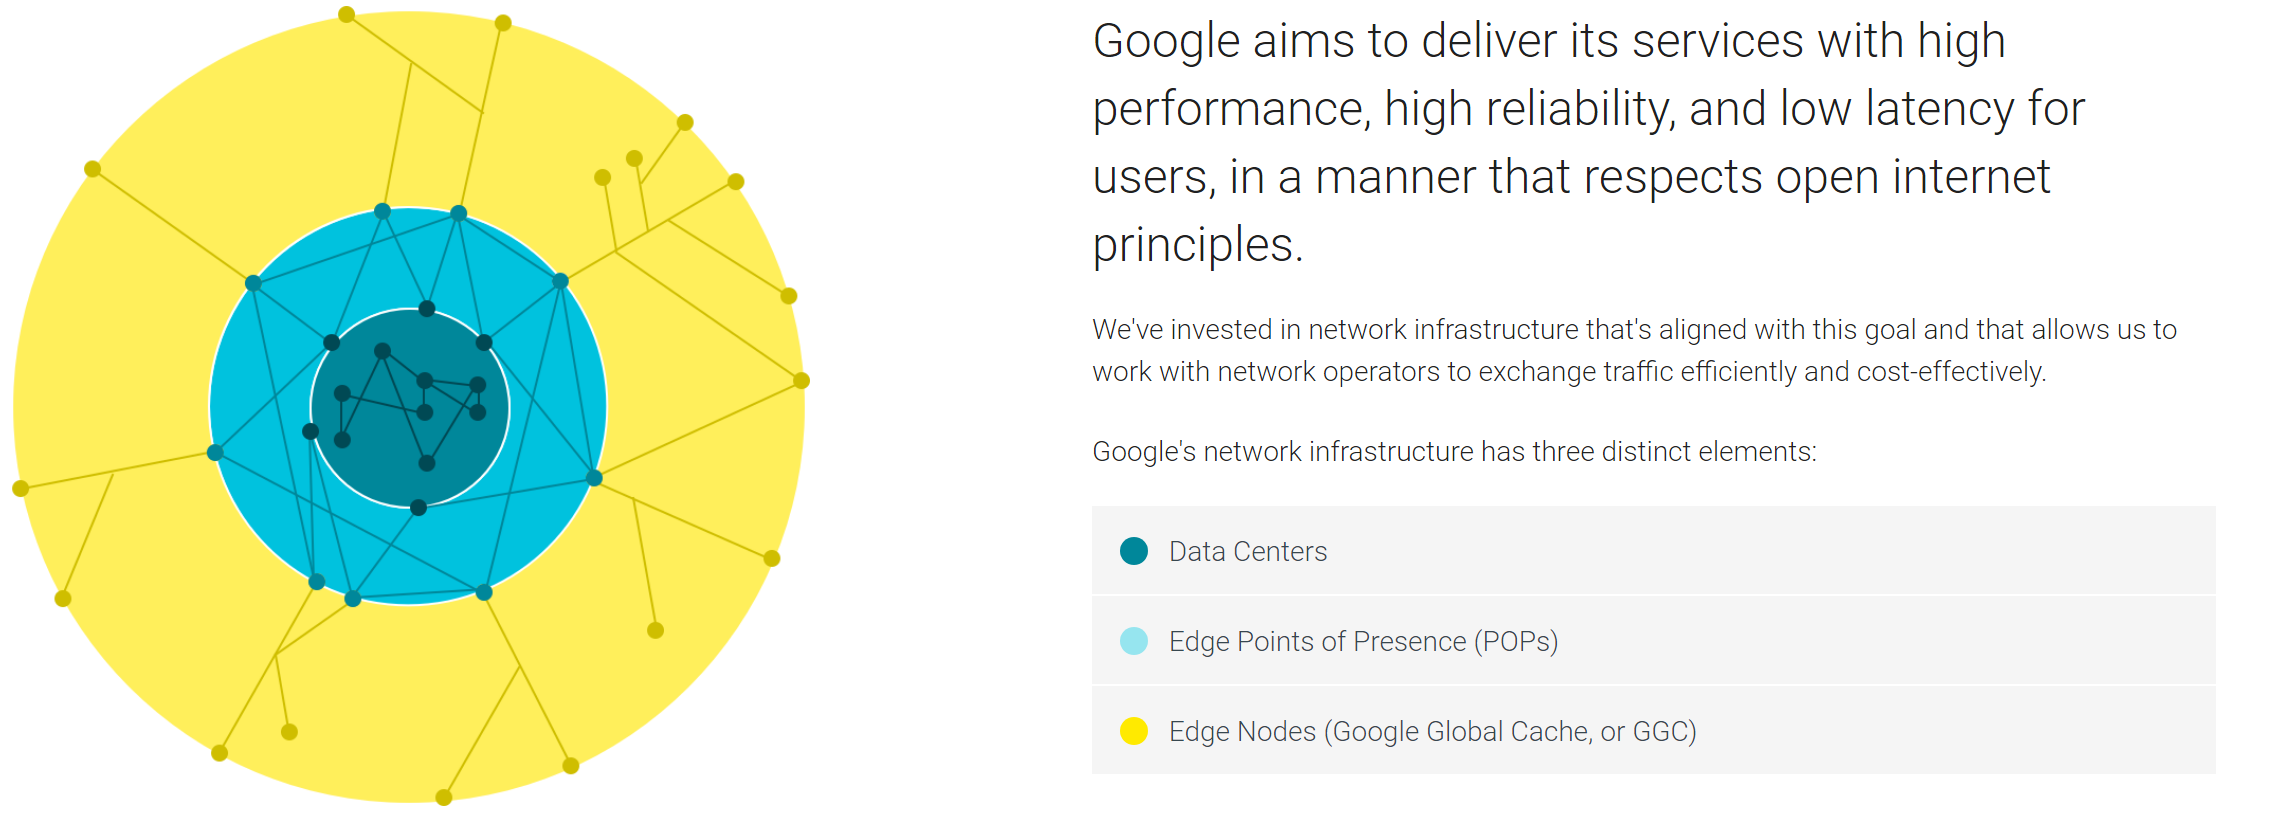 Google aims to deliver its services with high
performance, high reliability, and low latency for
users, in a manner that respects open internet
principles.
We've invested in network infrastructure that's aligned with this goal and that allows us to
work with network operators to exchange traffic efficiently and cost-effectively.
Google's network infrastructure has three distinct elements:
Data Centers
Edge Points of Presence (POPs)
Edge Nodes (Google Global Cache, or GGC)